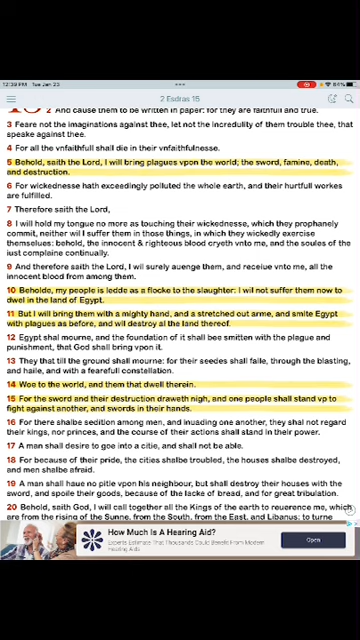 12:39 PM Tue Jan 23
2 Esdras 15
2 And cause them to be written in paper: for they are faithfull and true.
3 Feare not the imaginations against thee, let not the incredulity of them trouble thee, that
speake against thee.
4 For all the vnfaithfull shall die in their vnfaithfulnesse.
5 Behold, saith the Lord, I will bring plagues vpon the world; the sword, famine, death,
and destruction.
6 For wickednesse hath exceedingly polluted the whole earth, and their hurtfull workes
are fulfilled.
7 Therefore saith the Lord,
8 I will hold my tongue no more as touching their wickednesse, which they prophanely
commit, neither wil I suffer them in those things, in which they wickedly exercise
themselues: behold, the innocent & righteous blood cryeth vnto me, and the soules of the
iust complaine continually.
9 And therefore saith the Lord, I wil surely auenge them, and receiue vnto me, all the
innocent blood from among them.
10 Beholde, my people is ledde as a flocke to the slaughter: I wil not suffer them now to
dwel in the land of Egypt.
11 But I will bring them with a mighty hand, and a stretched out arme, and smite Egypt
with plagues as before, and wil destroy al the land thereof.
12 Egypt shal mourne, and the foundation of it shall bee smitten with the plague and
punishment, that God shall bring vpon it.
13 They that till the ground shall mourne: for their seedes shall faile, through the blasting,
and haile, and with a fearefull constellation.
14 Woe to the world, and them that dwell therein.
15 For the sword and their destruction draweth nigh, and one people shall stand vp to
fight against another, and swords in their hands.
16 For there shalbe sedition among men, and inuading one another, they shal not regard
their kings, nor princes, and the course of their actions shall stand in their power.
17 A man shall desire to goe into a citie, and shall not be able.
18 For because of their pride, the cities shalbe troubled, the houses shalbe destroyed,
and men shalbe afraid.
19 A man shall haue no pitie vpon his neighbour, but shall destroy their houses with the
sword, and spoile their goods, because of the lacke of bread, and for great tribulation.
20 Behold, saith God, I will call together all the Kings of the earth to reuerence me, which
are from the rising of the Sunne, from the South, from the East, and Libanus: to turne
How Much Is A Hearing Aid?
Experts Estimate That Thousands Could Benefit From Modern
Hearing Aids
Open